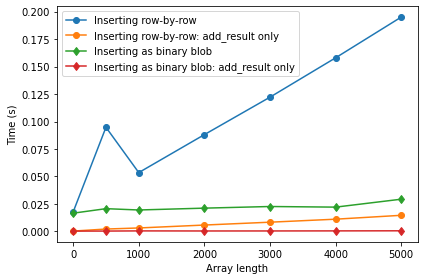 Inserting row-by-row
Inserting row-by-row: add_result only
Inserting as binary blob
Inserting as binary blob: add_result only
Time (s)
0.200
0.175
0.150
0.125
0.100
0.075
0.050
0.025
0.000
0 1000 2000 3000 4000 5000
Array length